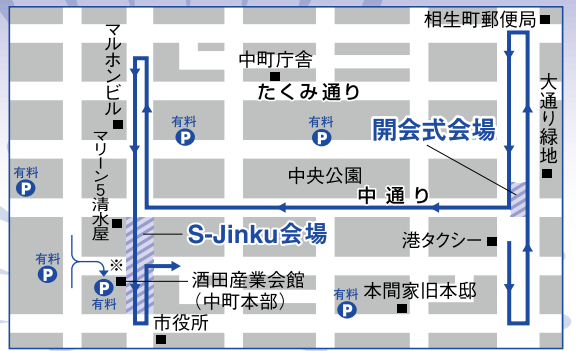 相生町郵便局
マルホンビル
中町庁舎
たくみ通り
大通り緑地
有料
P
有料
P
開会式会場
マリーン5清水屋
有料
P
中央公園
中通り
S-Jinku会場
港タクシー
有料
P
※
酒田産業会館
(中町本部)
P
有料
有料
P
本間家旧本邸
市役所